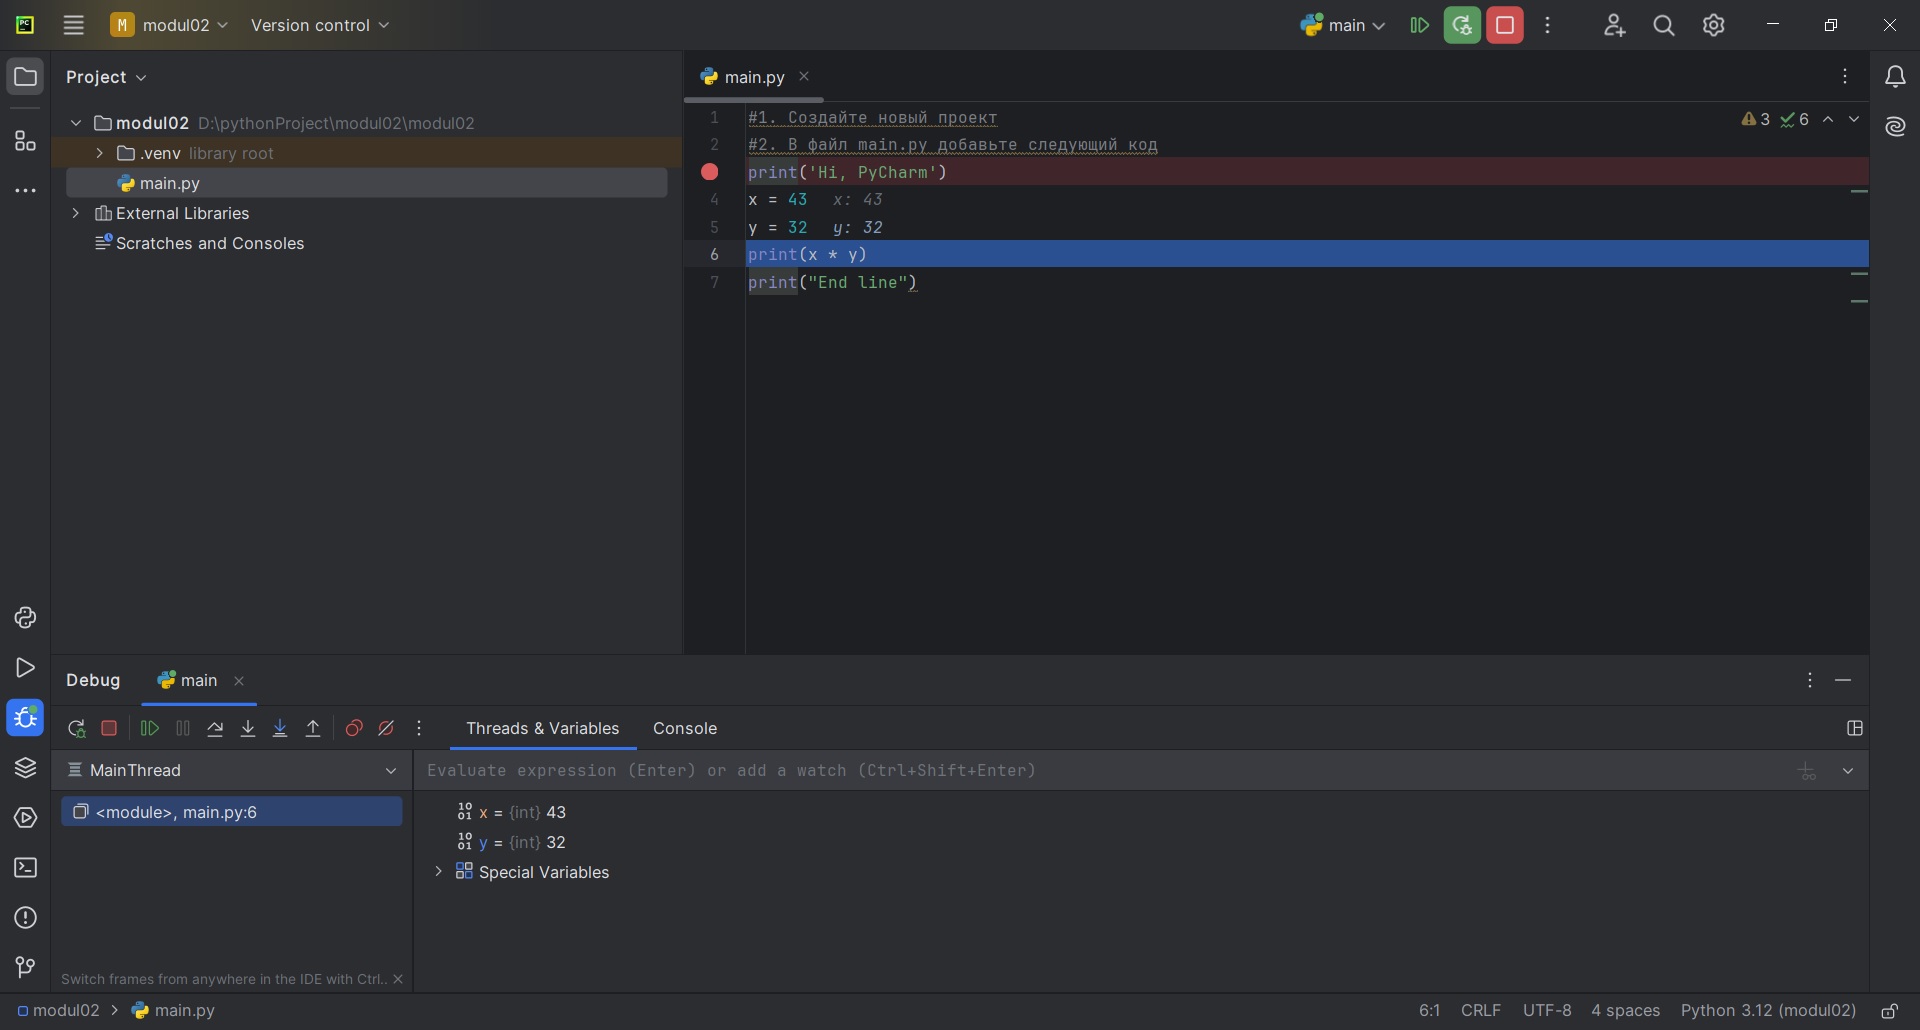 M modul02 Version control main
Project
main.py
modul02 D:\pythonProject\modul02\modul02
.venv library root
main.py
External Libraries
Scratches and Consoles
1 #1. Создайте новый проект
3 6
2 #2. В файл main.py добавьте следующий код
print('Hi, PyCharm')
4 x = 43 x: 43
5 y = 32 y: 32
6 print(x * y)
7 print("End line")
Debug main
Threads & Variables Console
MainThread
Evaluate expression (Enter) or add a watch (Ctrl+Shift+Enter)
<module>, main.py:6
x = {int} 43
y = {int} 32
Special Variables
Switch frames from anywhere in the IDE with Ctrl..
modul02 main.py
6:1 CRLF UTF-8 4 spaces Python 3.12 (modul02)